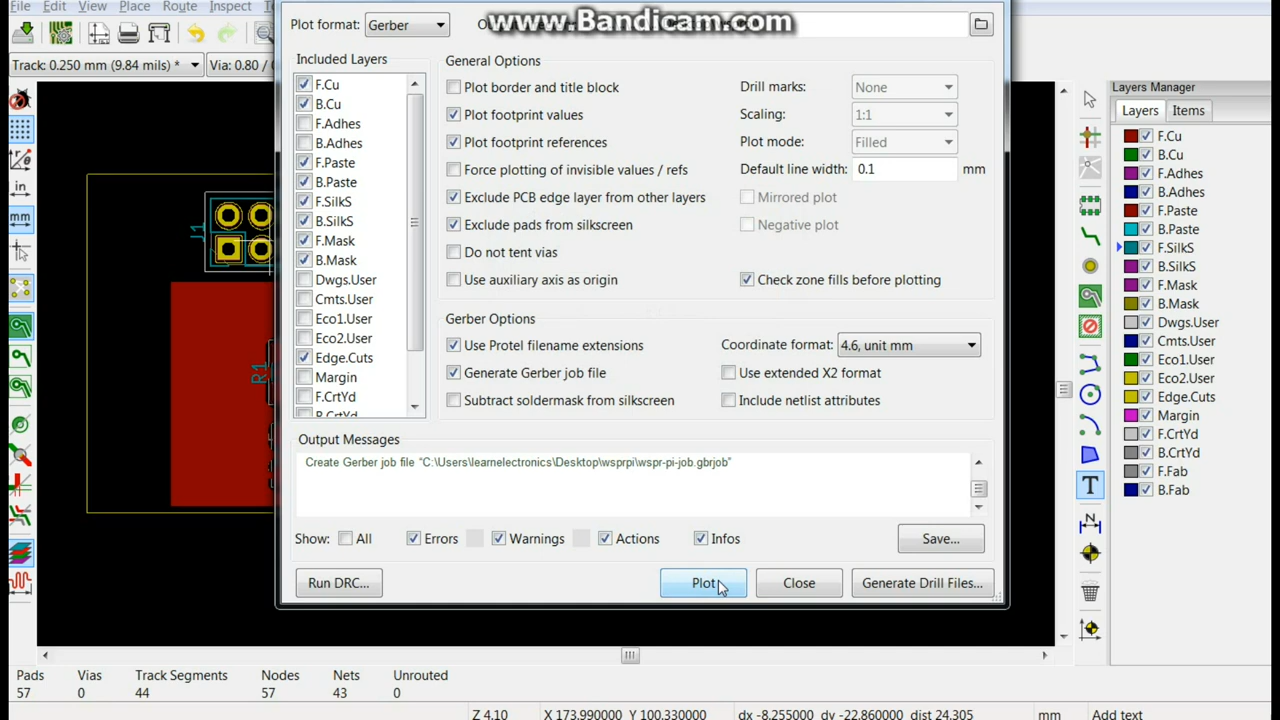 File Edit View Place Route Inspect
Track: 0.250 mm (9.84 mils) * Via: 0.80 / 0
Plot format: Gerber
www.Bandicam.com
Included Layers
F.Cu
B.Cu
F.Adhes
B.Adhes
F.Paste
B.Paste
F.SilkS
B.SilkS
F.Mask
B.Mask
Dwgs.User
Cmts.User
Eco1.User
Eco2.User
Edge.Cuts
Margin
F.CrtYd
B.CrtYd
General Options
Plot border and title block
Plot footprint values
Plot footprint references
Force plotting of invisible values / refs
Exclude PCB edge layer from other layers
Exclude pads from silkscreen
Do not tent vias
Use auxiliary axis as origin
Drill marks: None
Scaling: 1:1
Plot mode: Filled
Default line width: 0.1 mm
Mirrored plot
Negative plot
Check zone fills before plotting
Gerber Options
Use Protel filename extensions
Generate Gerber job file
Subtract soldermask from silkscreen
Coordinate format: 4.6, unit mm
Use extended X2 format
Include netlist attributes
Output Messages
Create Gerber job file "C:\Users\learnelectronics\Desktop\wsprpi\wspr-pi-job.gbrjob"
Show: All Errors Warnings Actions Infos Save...
Run DRC... Plot Close Generate Drill Files...
in
mm
J1
R1
T
N
Layers Manager
Layers Items
F.Cu
B.Cu
F.Adhes
B.Adhes
F.Paste
B.Paste
F.SilkS
B.SilkS
F.Mask
B.Mask
Dwgs.User
Cmts.User
Eco1.User
Eco2.User
Edge.Cuts
Margin
F.CrtYd
B.CrtYd
F.Fab
B.Fab
Pads Vias Track Segments Nodes Nets Unrouted
57 0 44 57 43 0
Z 4.10 X 173.990000 Y 100.330000 dx -8.255000 dy -22.860000 dist 24.305 mm Add text